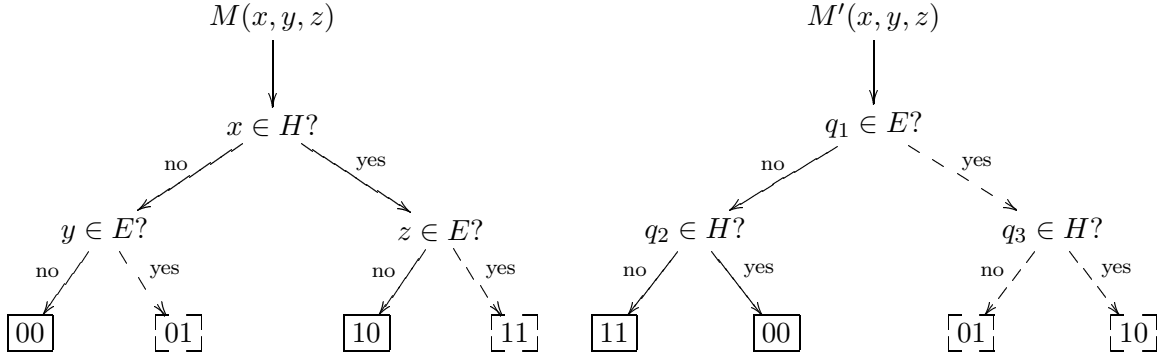 M(x, y, z) M′(x, y, z)
x ∈ H? q₁ ∈ E?
no yes no yes
y ∈ E? z ∈ E? q₂ ∈ H? q₃ ∈ H?
no yes no yes no yes no yes
00 01 10 11 11 00 01 10